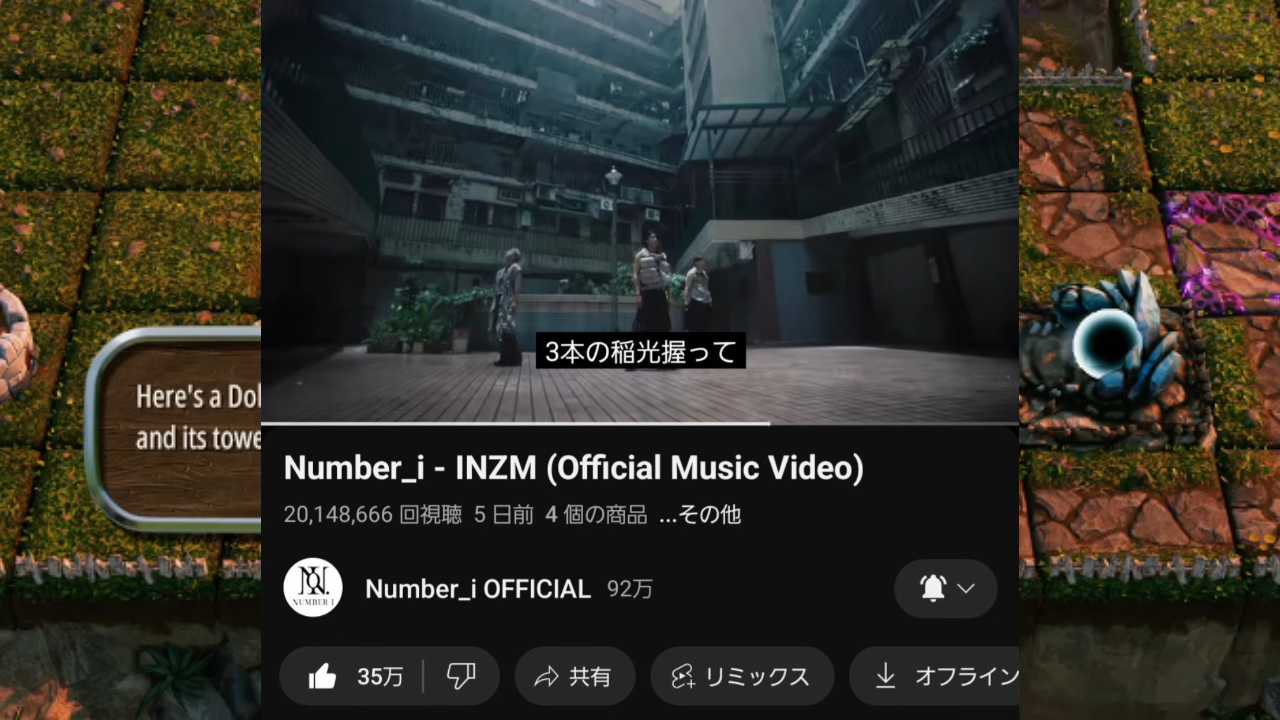 3本の稲光握って
Here's a Dol
and its towe
Number_i - INZM (Official Music Video)
20,148,666 回視聴 5 日前 4 個の商品 ...その他
NUMBER I
Number_i OFFICIAL 92万
35万 共有 リミックス オフライン